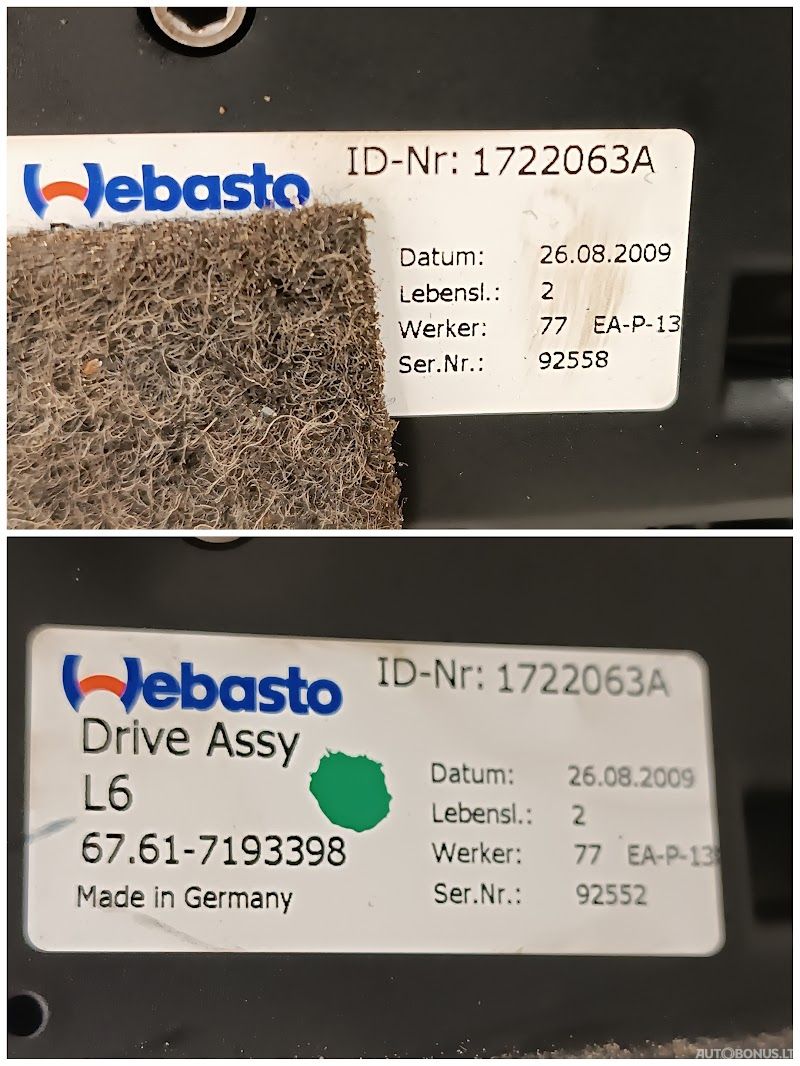 Webasto
ID-Nr: 1722063A
Datum: 26.08.2009
Lebensl.: 2
Werker: 77 EA-P-13
Ser.Nr.: 92558
Webasto
ID-Nr: 1722063A
Drive Assy
L6
67.61-7193398
Made in Germany
Datum: 26.08.2009
Lebensl.: 2
Werker: 77 EA-P-13
Ser.Nr.: 92552
AUTOBONUS.LT